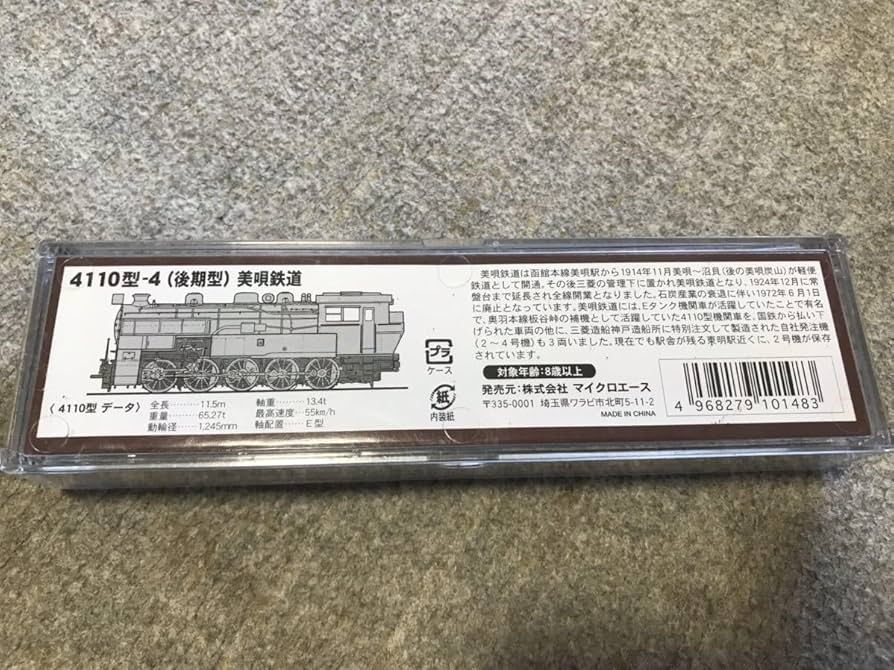 4110型-4（後期型）美唄鉄道
〈4110型 データ〉
全長………11.5m
重量………65.27t
動輪径……1,245mm
軸重………13.4t
最高速度…55km/h
軸配置……E型
プラ
ケース
紙
内装紙
美唄鉄道は函館本線美唄駅から1914年11月美唄～沼貝（後の美唄炭山）が軽便
鉄道として開通。その後三菱の管理下に置かれ美唄鉄道となり、1924年12月に常
盤台まで延長され全線開業となりました。石炭産業の衰退に伴い1972年6月1日
に廃止となっています。美唄鉄道には、Eタンク機関車が活躍していたことで有名
で、奥羽本線板谷峠の補機として活躍していた4110型機関車を、国鉄から払い下
げられた車両の他に、三菱造船神戸造船所に特別注文して製造された自社発注機
（2～4号機）も3両いました。現在でも駅舎が残る東明駅近くに、2号機が保存
されています。
対象年齢:8歳以上
発売元:株式会社 マイクロエース
〒335-0001 埼玉県ワラビ市北町5-11-2
MADE IN CHINA
4 968279 101483